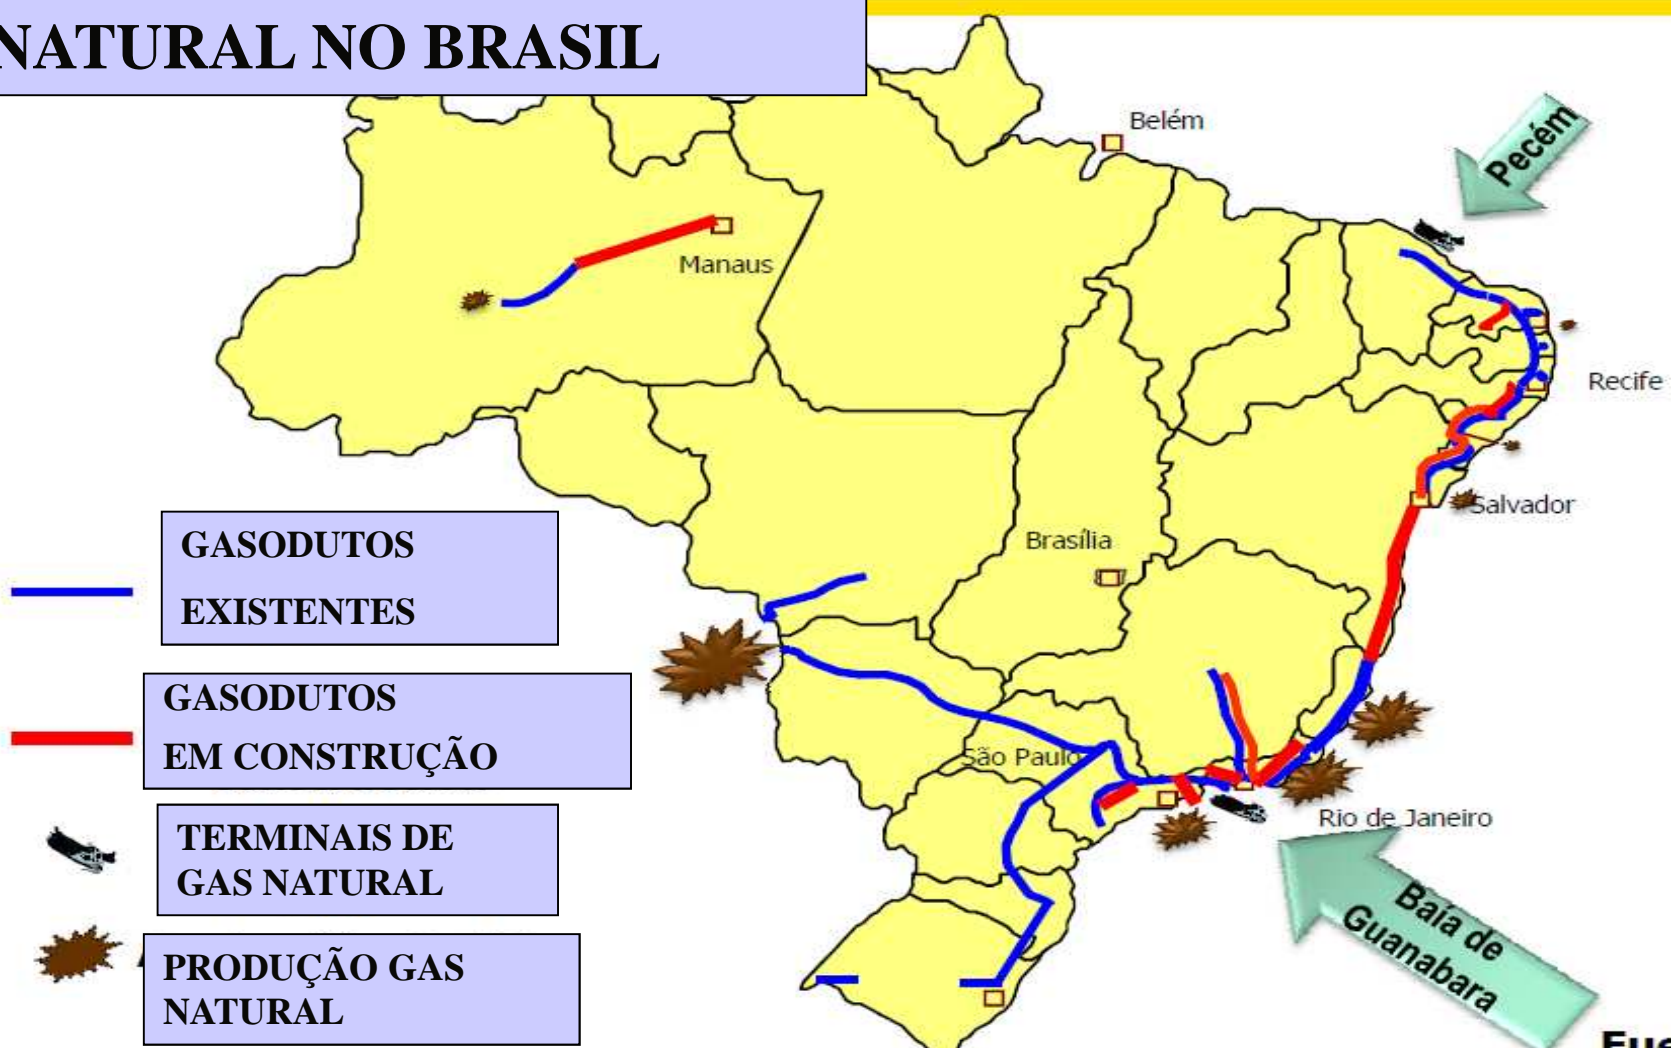 NATURAL NO BRASIL
Belém
Pecém
Manaus
Recife
Salvador
Brasília
GASODUTOS
EXISTENTES
GASODUTOS
EM CONSTRUÇÃO
São Paulo
Rio de Janeiro
TERMINAIS DE
GAS NATURAL
Baía de
Guanabara
PRODUÇÃO GAS
NATURAL